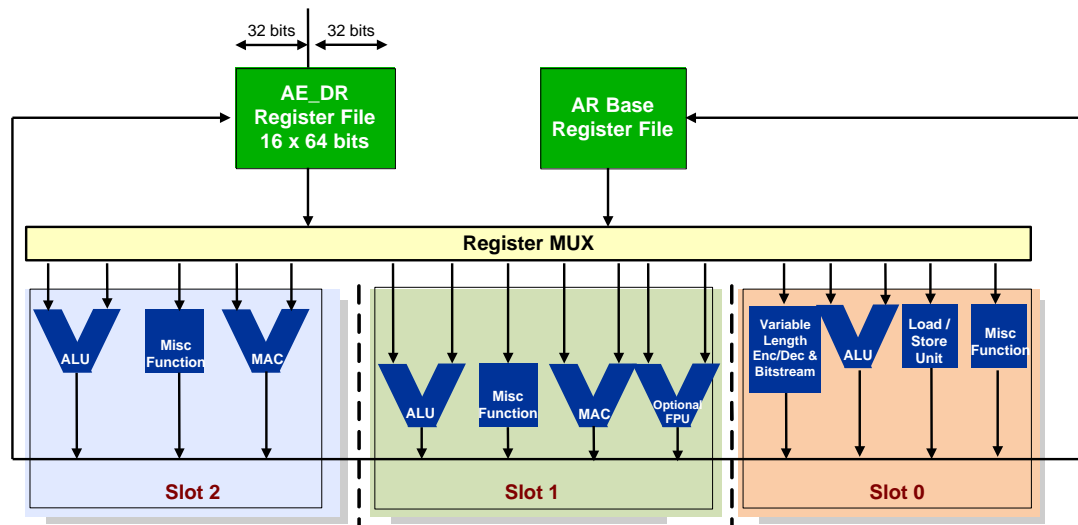 32 bits
32 bits
AE_DR
Register File
16 x 64 bits
AR Base
Register File
Register MUX
ALU
Misc
Function
MAC
ALU
Misc
Function
MAC
Optional
FPU
Variable
Length
Enc/Dec &
Bitstream
ALU
Load /
Store
Unit
Misc
Function
Slot 2
Slot 1
Slot 0